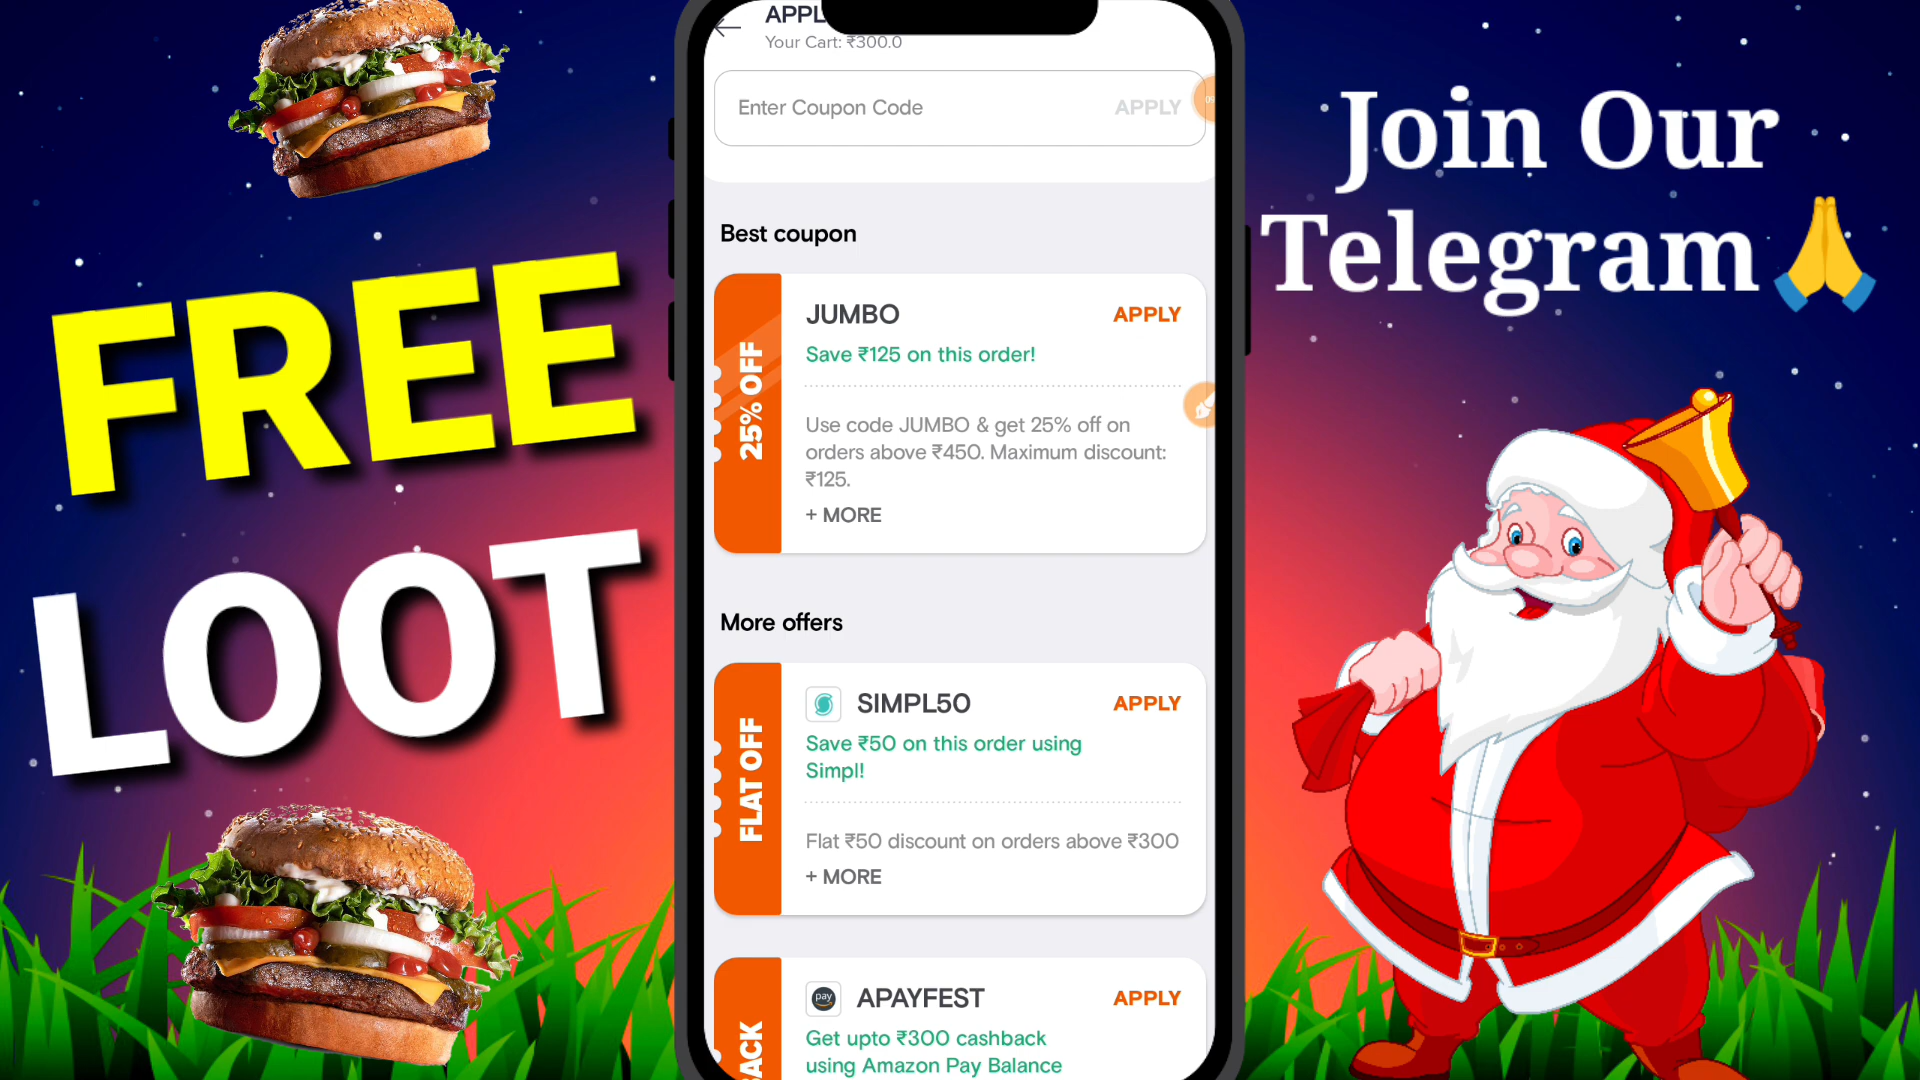 FREE
LOOT
APPL
Your Cart: ₹300.0
Enter Coupon Code
APPLY
Best coupon
25% OFF
JUMBO
APPLY
Save ₹125 on this order!
Use code JUMBO & get 25% off on
orders above ₹450. Maximum discount:
₹125.
+ MORE
More offers
FLAT OFF
SIMPL50
APPLY
Save ₹50 on this order using
Simpl!
Flat ₹50 discount on orders above ₹300
+ MORE
BACK
pay
APAYFEST
APPLY
Get upto ₹300 cashback
using Amazon Pay Balance
Join Our
Telegram🙏